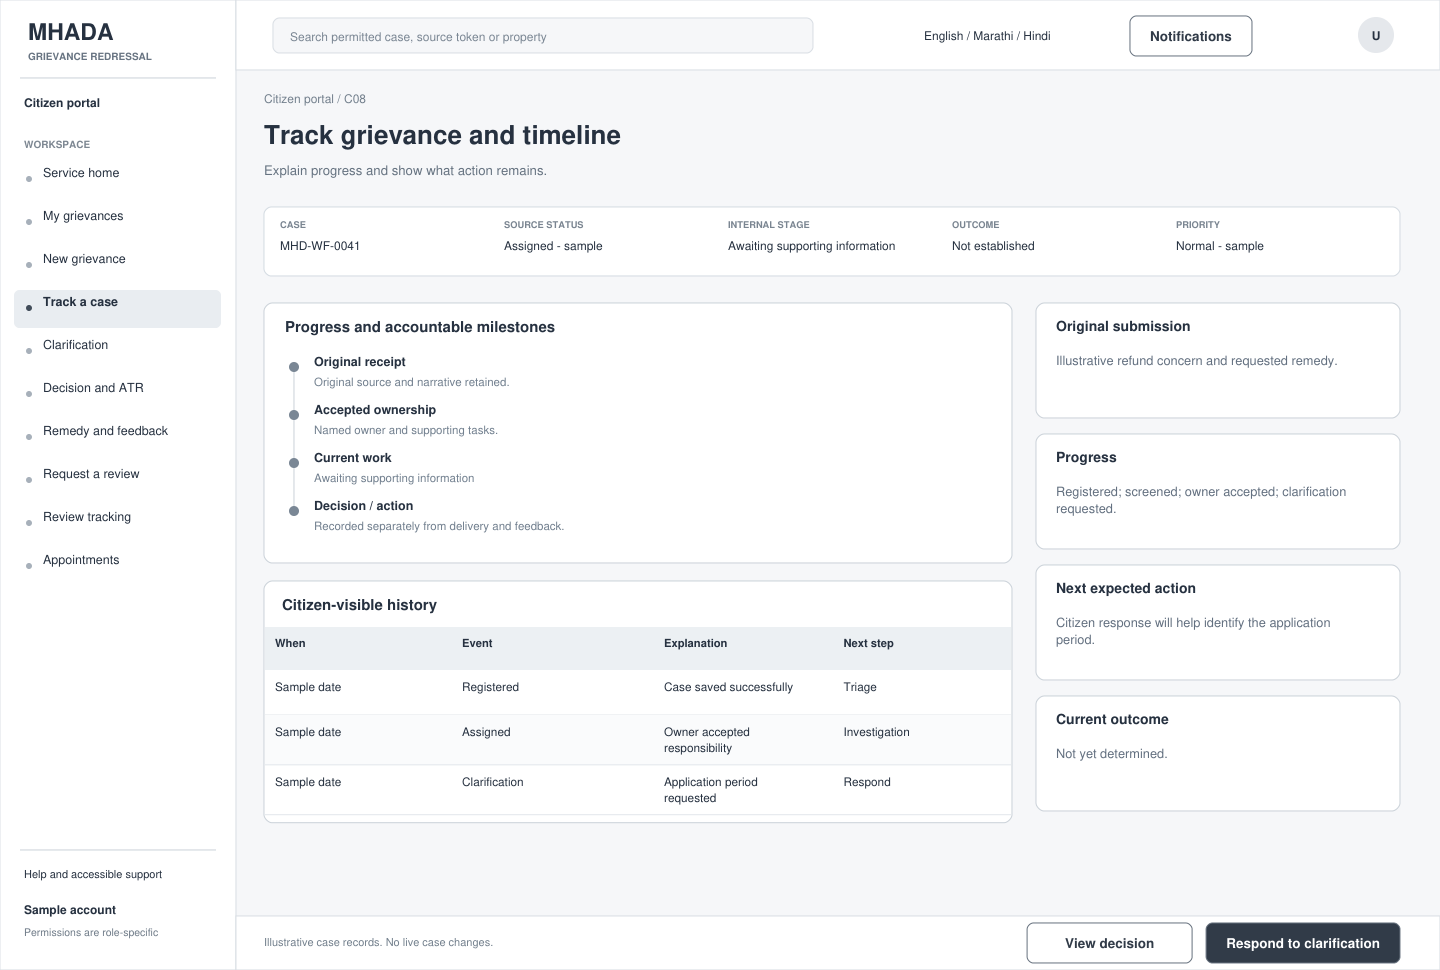 MHADA
GRIEVANCE REDRESSAL
Citizen portal
WORKSPACE
Service home
My grievances
New grievance
Track a case
Clarification
Decision and ATR
Remedy and feedback
Request a review
Review tracking
Appointments
Help and accessible support
Sample account
Permissions are role-specific
Search permitted case, source token or property
English / Marathi / Hindi
Notifications
U
Citizen portal / C08
Track grievance and timeline
Explain progress and show what action remains.
CASE
MHD-WF-0041
SOURCE STATUS
Assigned - sample
INTERNAL STAGE
Awaiting supporting information
OUTCOME
Not established
PRIORITY
Normal - sample
Progress and accountable milestones
Original receipt
Original source and narrative retained.
Accepted ownership
Named owner and supporting tasks.
Current work
Awaiting supporting information
Decision / action
Recorded separately from delivery and feedback.
Citizen-visible history
When Event Explanation Next step
Sample date Registered Case saved successfully Triage
Sample date Assigned Owner accepted responsibility Investigation
Sample date Clarification Application period requested Respond
Original submission
Illustrative refund concern and requested remedy.
Progress
Registered; screened; owner accepted; clarification
requested.
Next expected action
Citizen response will help identify the application
period.
Current outcome
Not yet determined.
Illustrative case records. No live case changes.
View decision
Respond to clarification